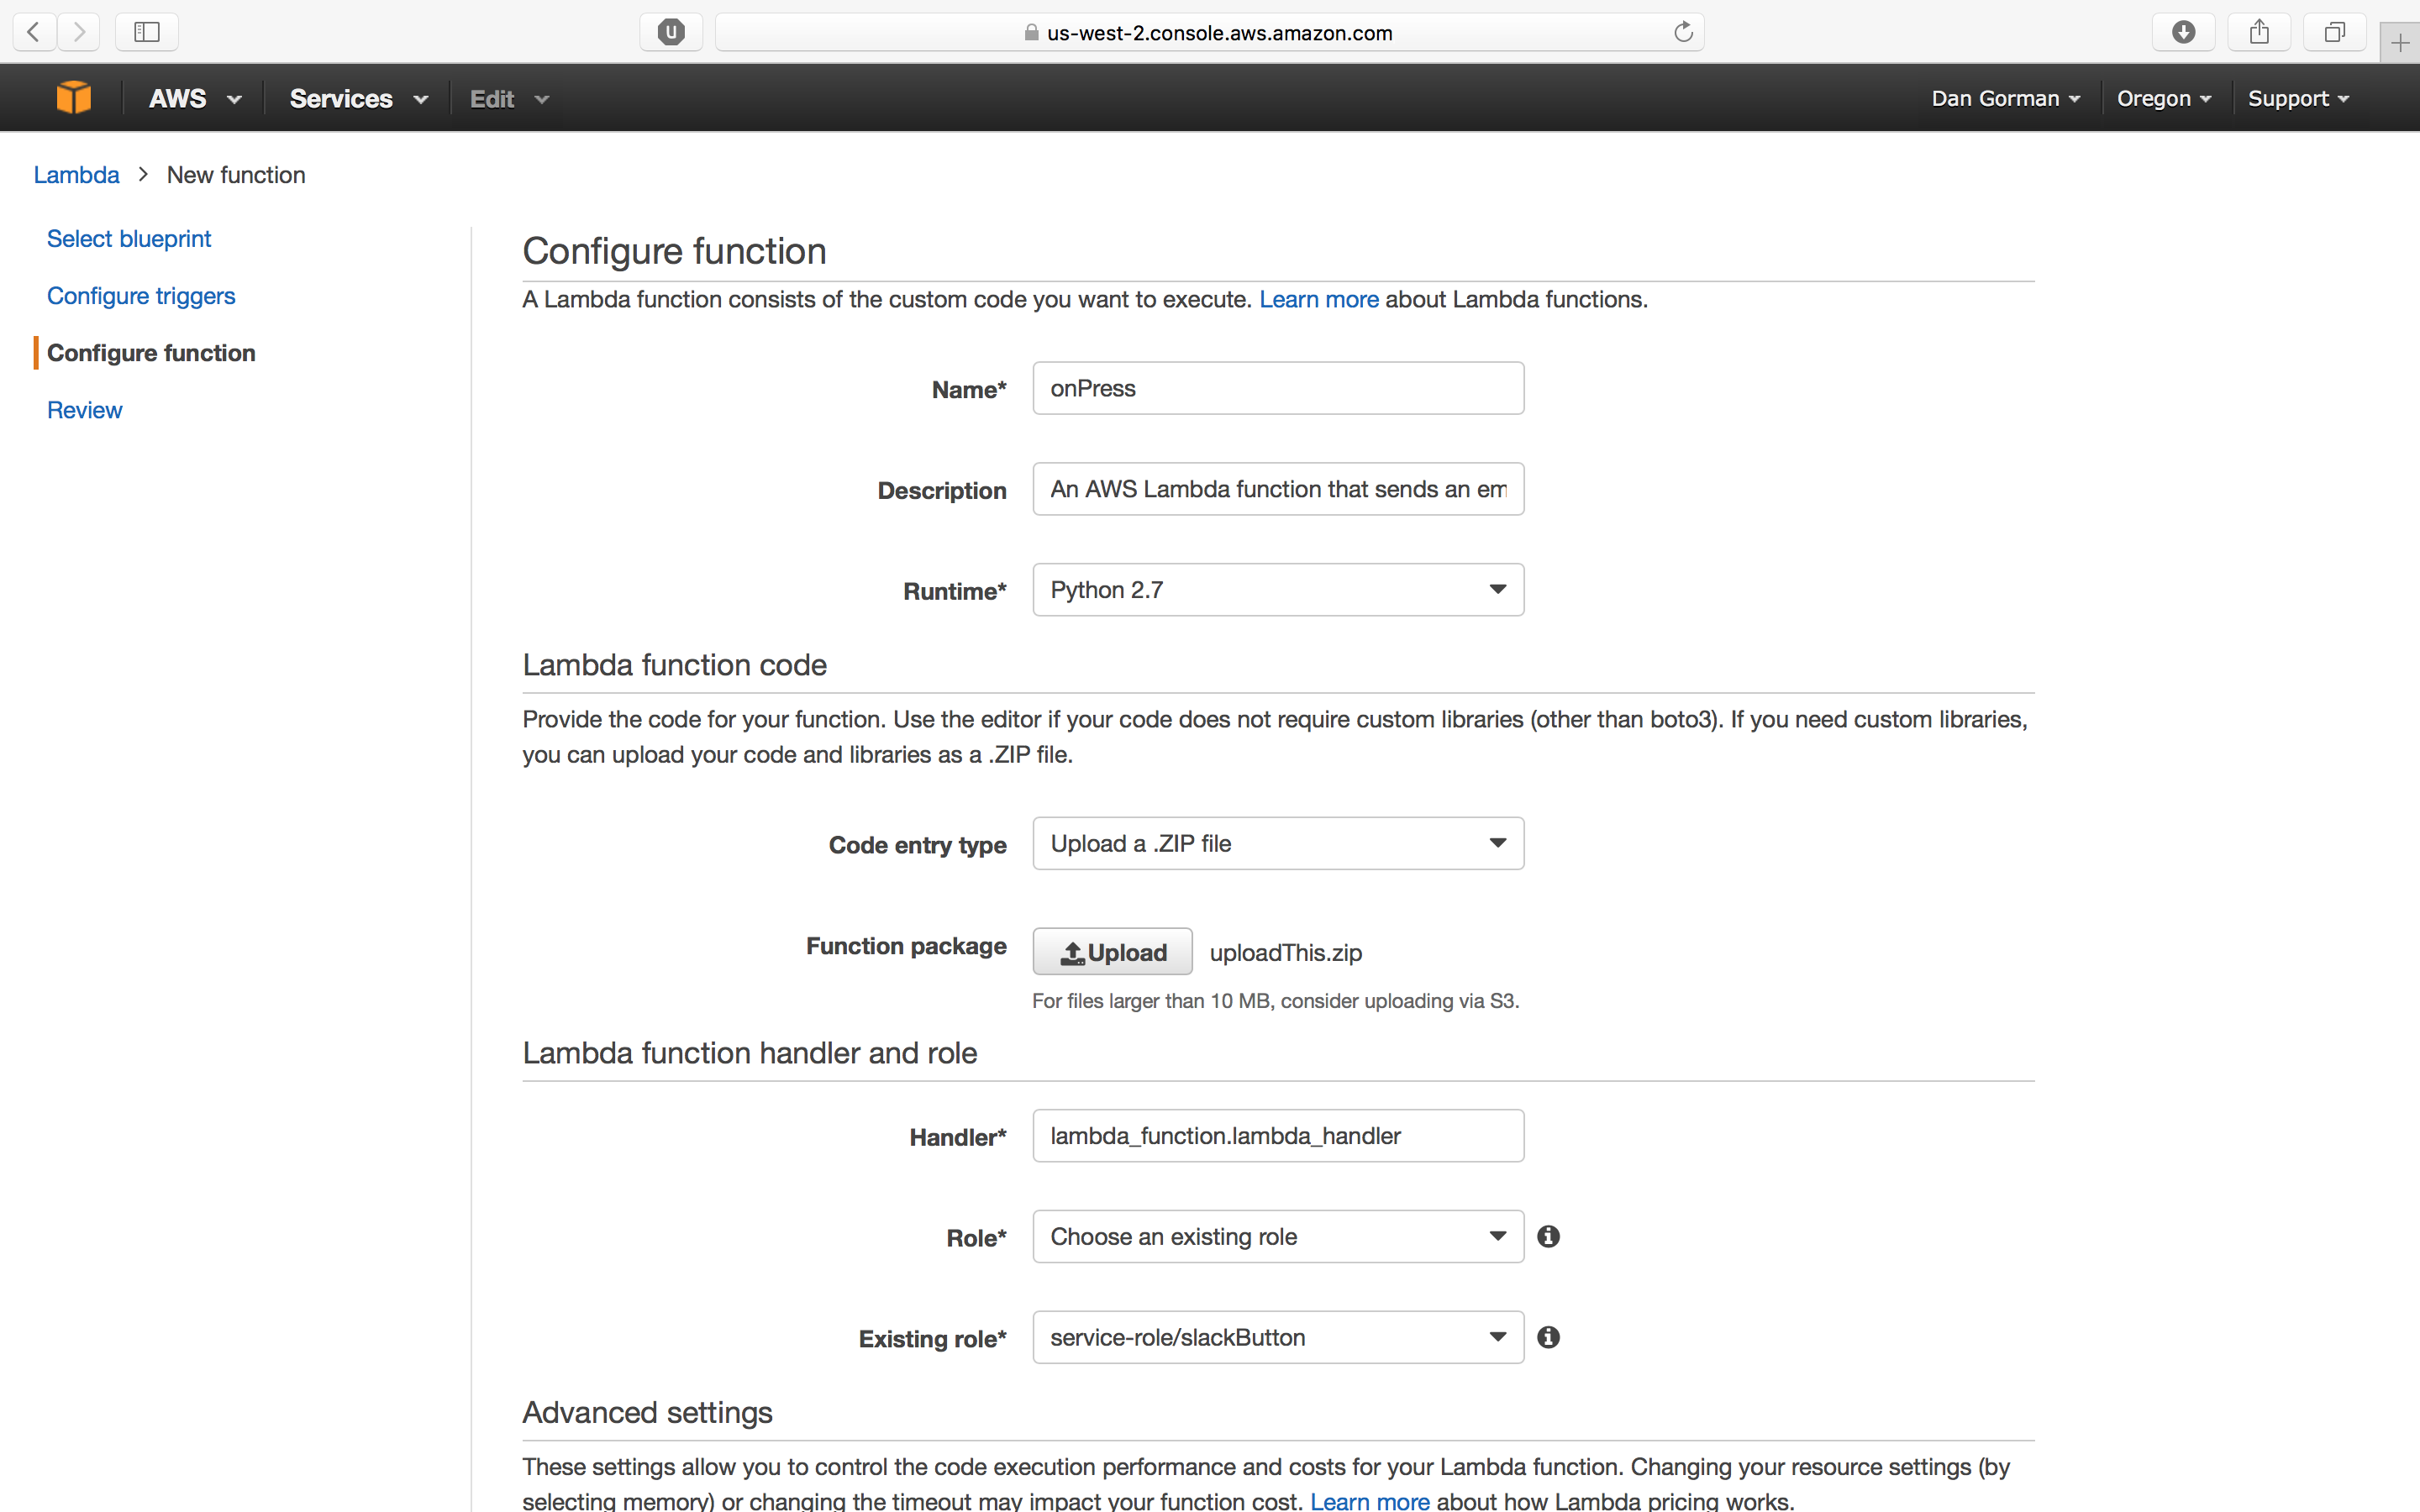 U
us-west-2.console.aws.amazon.com
AWS
Services
Edit
Dan Gorman
Oregon
Support
Lambda > New function
Select blueprint
Configure triggers
Configure function
Review
Configure function
A Lambda function consists of the custom code you want to execute. Learn more about Lambda functions.
Name* onPress
Description An AWS Lambda function that sends an em
Runtime* Python 2.7
Lambda function code
Provide the code for your function. Use the editor if your code does not require custom libraries (other than boto3). If you need custom libraries,
you can upload your code and libraries as a .ZIP file.
Code entry type Upload a .ZIP file
Function package Upload uploadThis.zip
For files larger than 10 MB, consider uploading via S3.
Lambda function handler and role
Handler* lambda_function.lambda_handler
Role* Choose an existing role
Existing role* service-role/slackButton
Advanced settings
These settings allow you to control the code execution performance and costs for your Lambda function. Changing your resource settings (by
selecting memory) or changing the timeout may impact your function cost. Learn more about how Lambda pricing works.